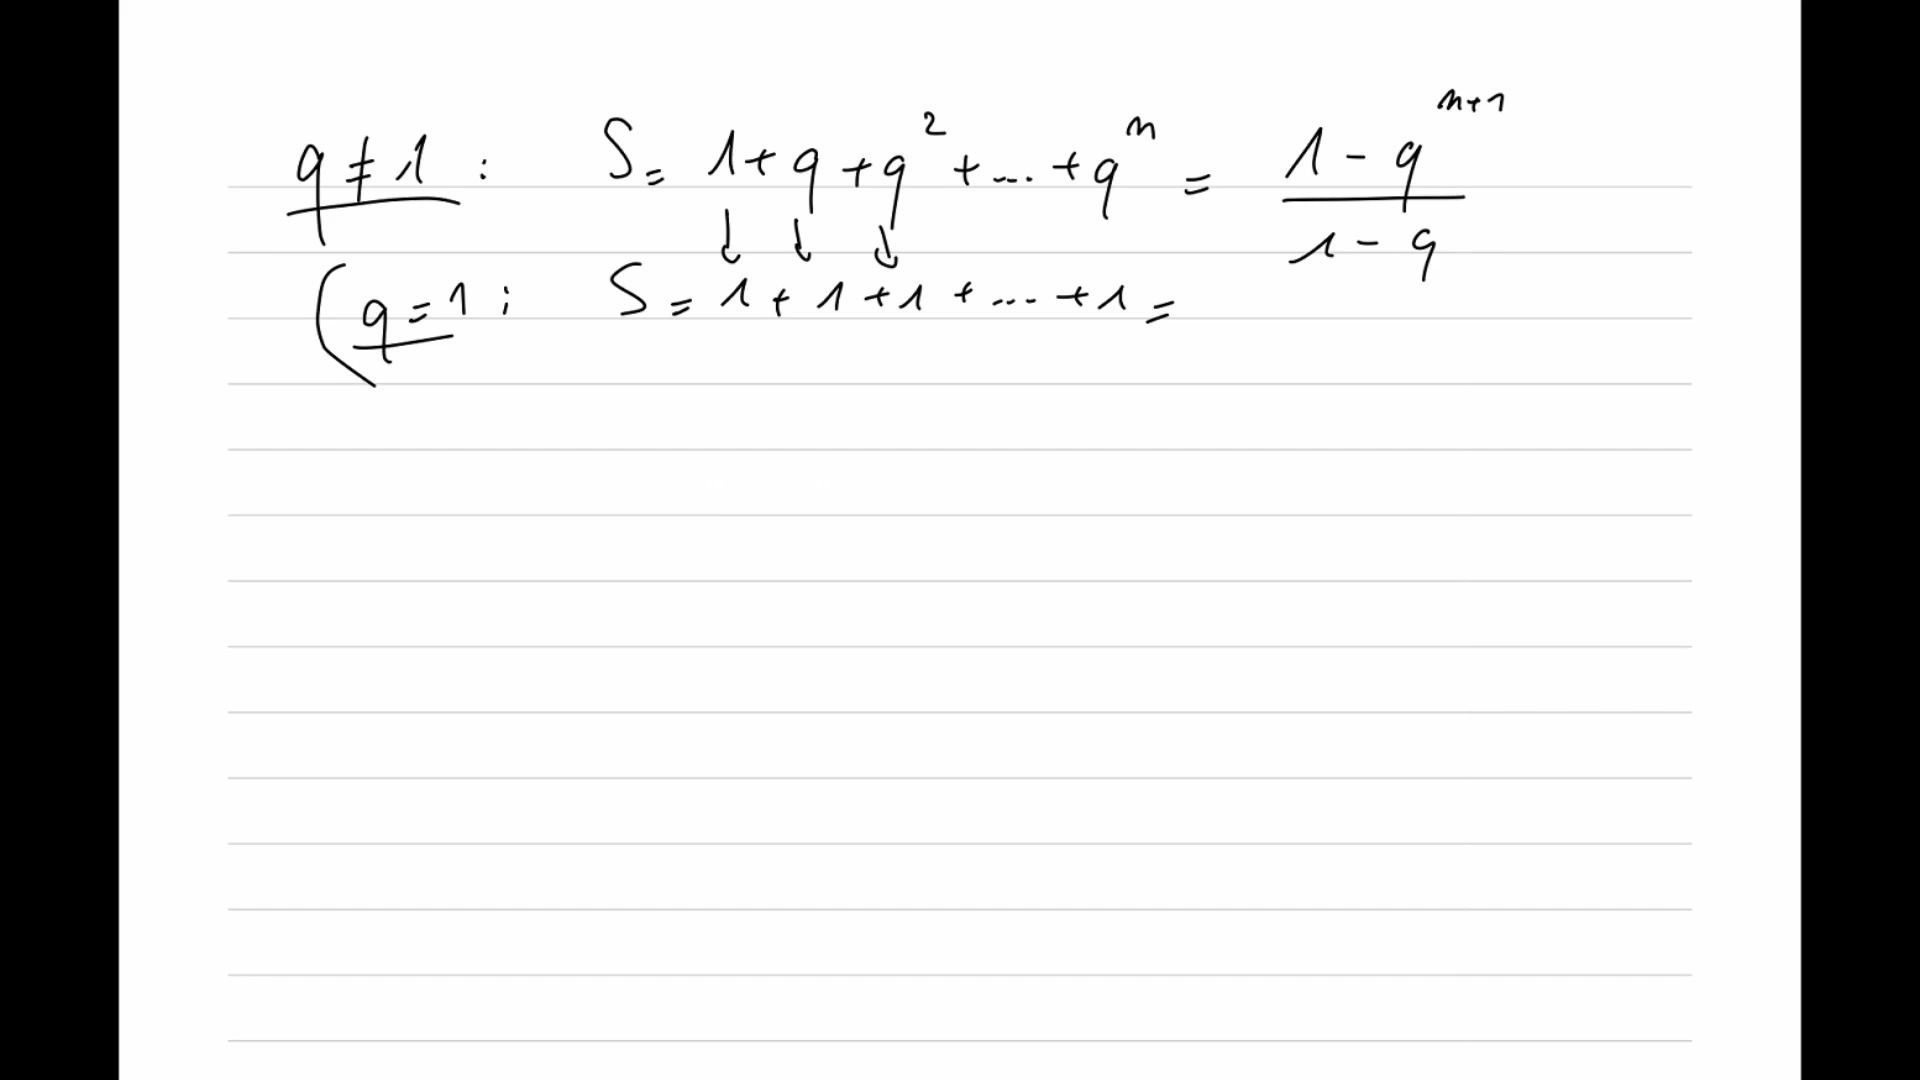 q ≠ 1 : S = 1 + q + q² + ... + qⁿ = (1 - qⁿ⁺¹) / (1 - q)
( q = 1 : S = 1 + 1 + 1 + ... + 1 =